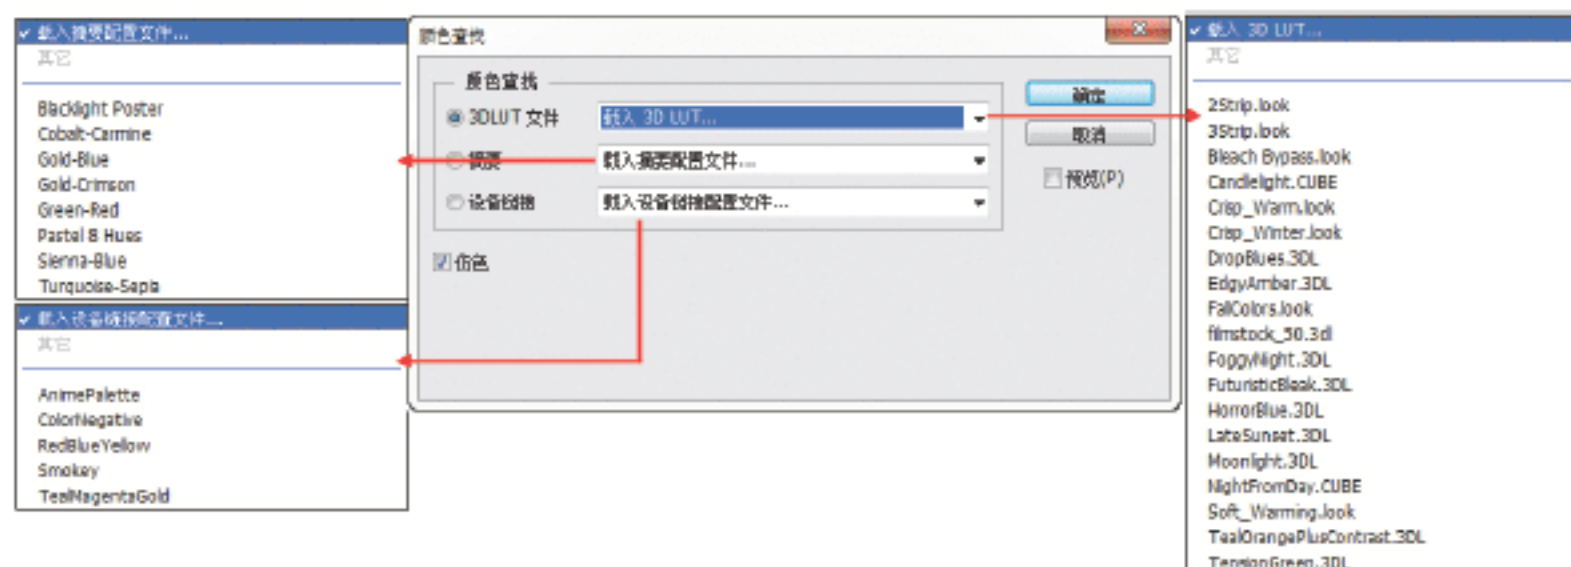 载入摘要配置文件...
其它
Blacklight Poster
Cobalt-Carmine
Gold-Blue
Gold-Crimson
Green-Red
Pastel 8 Hues
Sienna-Blue
Turquoise-Sepia
载入设备链接配置文件...
其它
AnimePalette
ColorNegative
RedBlueYellow
Smokey
TealMagentaGold
颜色查找
颜色查找
3DLUT 文件
载入 3D LUT...
摘要
载入摘要配置文件...
设备链接
载入设备链接配置文件...
仿色
确定
取消
预览(P)
载入 3D LUT...
其它
2Strip.look
3Strip.look
Bleach Bypass.look
Candlelight.CUBE
Crisp_Warm.look
Crisp_Winter.look
DropBlues.3DL
EdgyAmber.3DL
FallColors.look
filmstock_50.3dl
FoggyNight.3DL
FuturisticBleak.3DL
HorrorBlue.3DL
LateSunset.3DL
Moonlight.3DL
NightFromDay.CUBE
Soft_Warming.look
TealOrangePlusContrast.3DL
TensionGreen.3DL